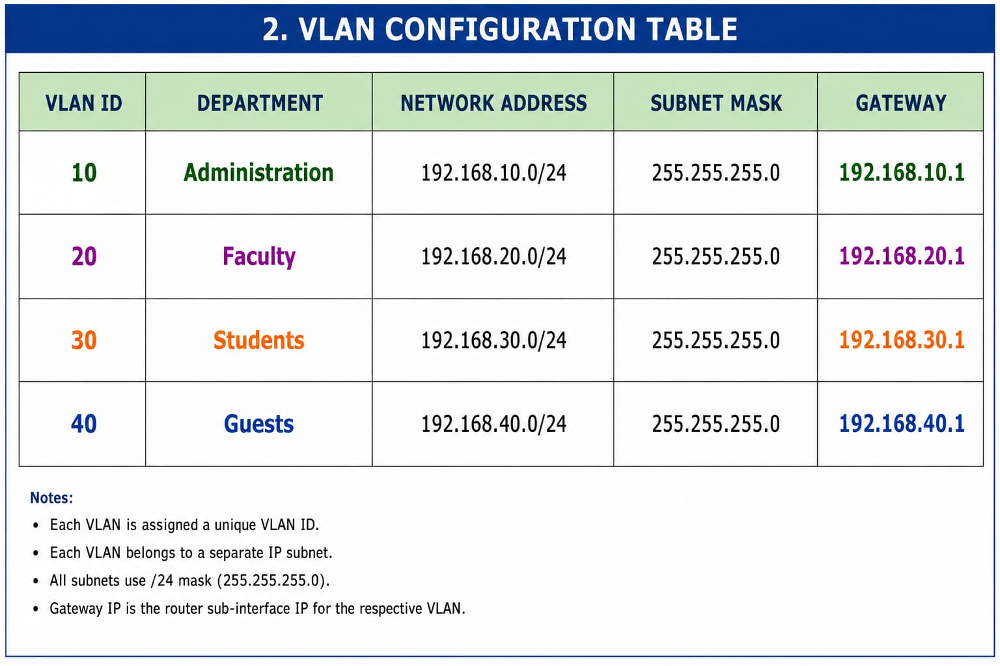 2. VLAN CONFIGURATION TABLE
VLAN ID DEPARTMENT NETWORK ADDRESS SUBNET MASK GATEWAY
10 Administration 192.168.10.0/24 255.255.255.0 192.168.10.1
20 Faculty 192.168.20.0/24 255.255.255.0 192.168.20.1
30 Students 192.168.30.0/24 255.255.255.0 192.168.30.1
40 Guests 192.168.40.0/24 255.255.255.0 192.168.40.1
Notes:
• Each VLAN is assigned a unique VLAN ID.
• Each VLAN belongs to a separate IP subnet.
• All subnets use /24 mask (255.255.255.0).
• Gateway IP is the router sub-interface IP for the respective VLAN.